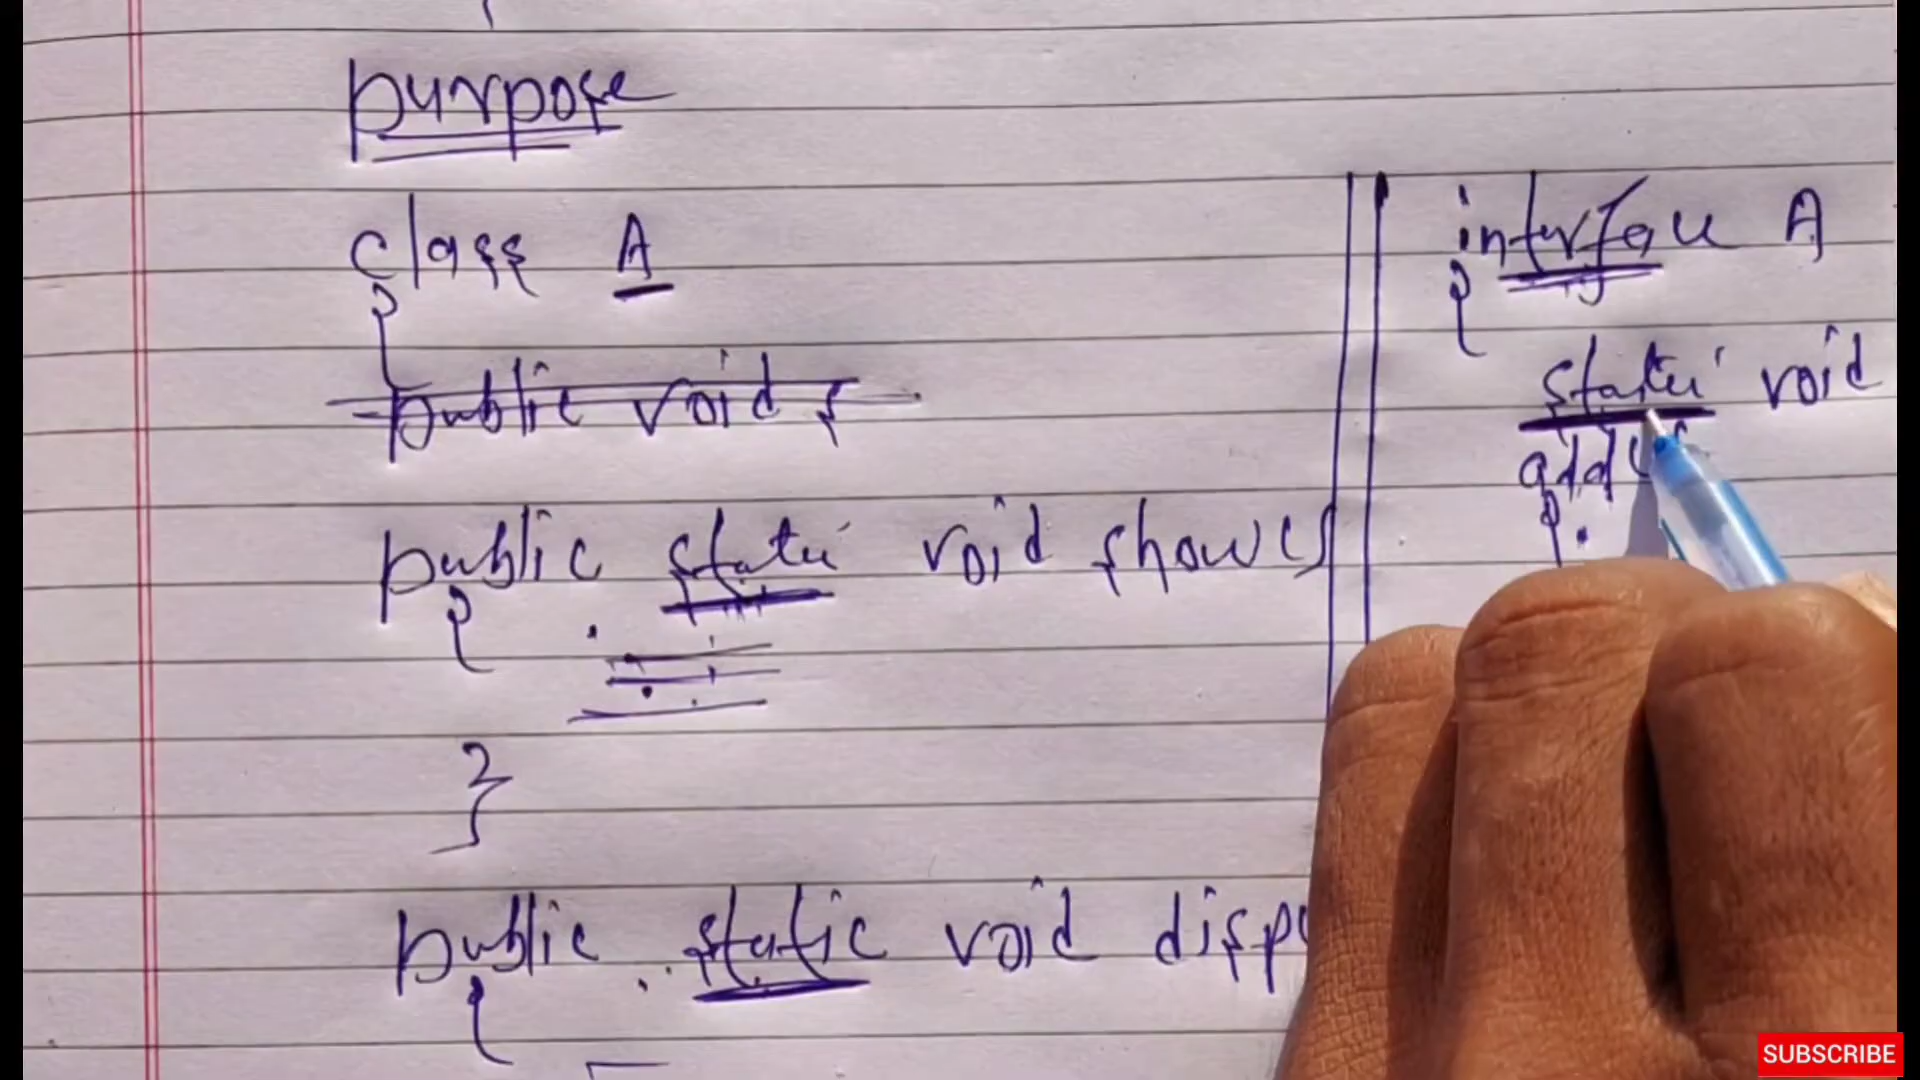 purpose
class A
{
public void s
public static void show()
{
}
public static void disp
{
interface A
{
static void
add(
{
SUBSCRIBE